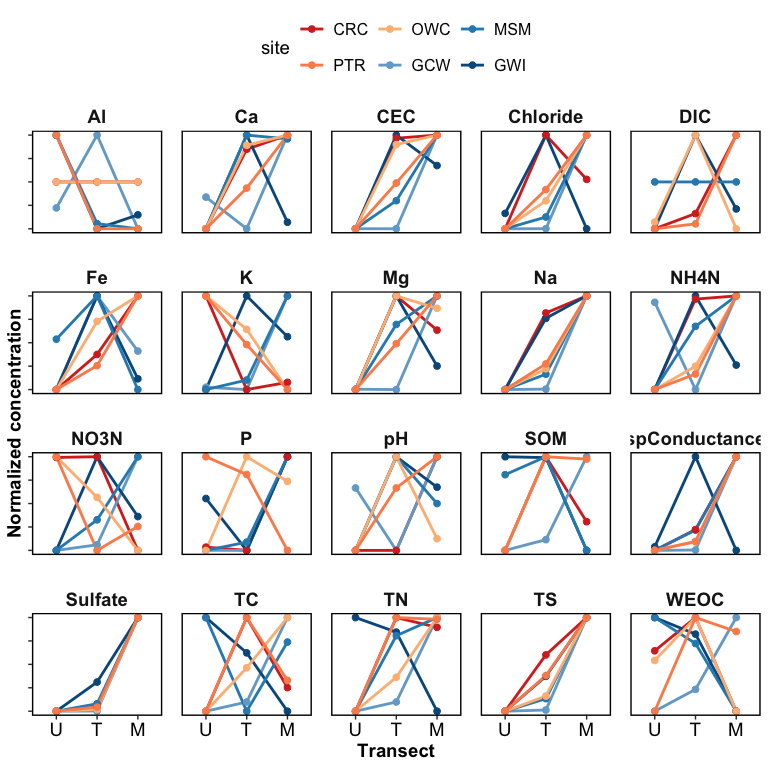 site
CRC OWC MSM
PTR GCW GWI
Al Ca CEC Chloride DIC
Fe K Mg Na NH4N
NO3N P pH SOM spConductance
Sulfate TC TN TS WEOC
Normalized concentration
U T M U T M U T M U T M U T M
Transect